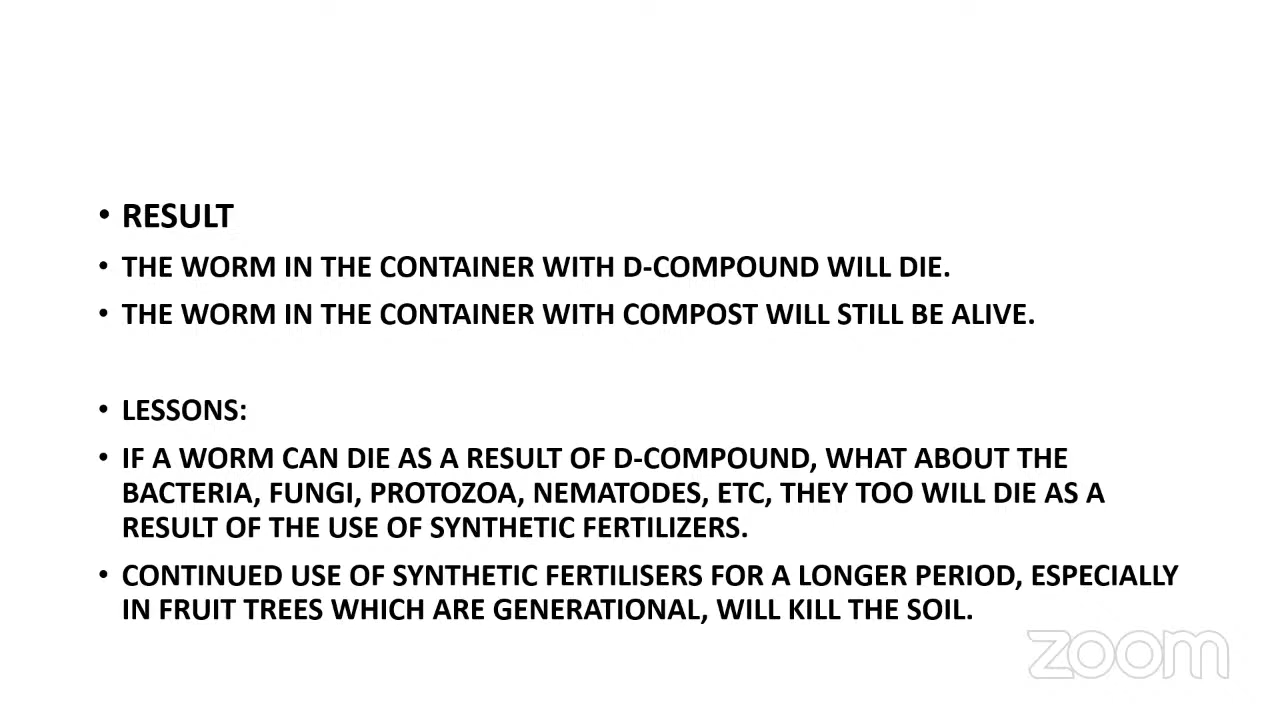 • RESULT
• THE WORM IN THE CONTAINER WITH D-COMPOUND WILL DIE.
• THE WORM IN THE CONTAINER WITH COMPOST WILL STILL BE ALIVE.
• LESSONS:
• IF A WORM CAN DIE AS A RESULT OF D-COMPOUND, WHAT ABOUT THE
BACTERIA, FUNGI, PROTOZOA, NEMATODES, ETC, THEY TOO WILL DIE AS A
RESULT OF THE USE OF SYNTHETIC FERTILIZERS.
• CONTINUED USE OF SYNTHETIC FERTILISERS FOR A LONGER PERIOD, ESPECIALLY
IN FRUIT TREES WHICH ARE GENERATIONAL, WILL KILL THE SOIL.
zoom